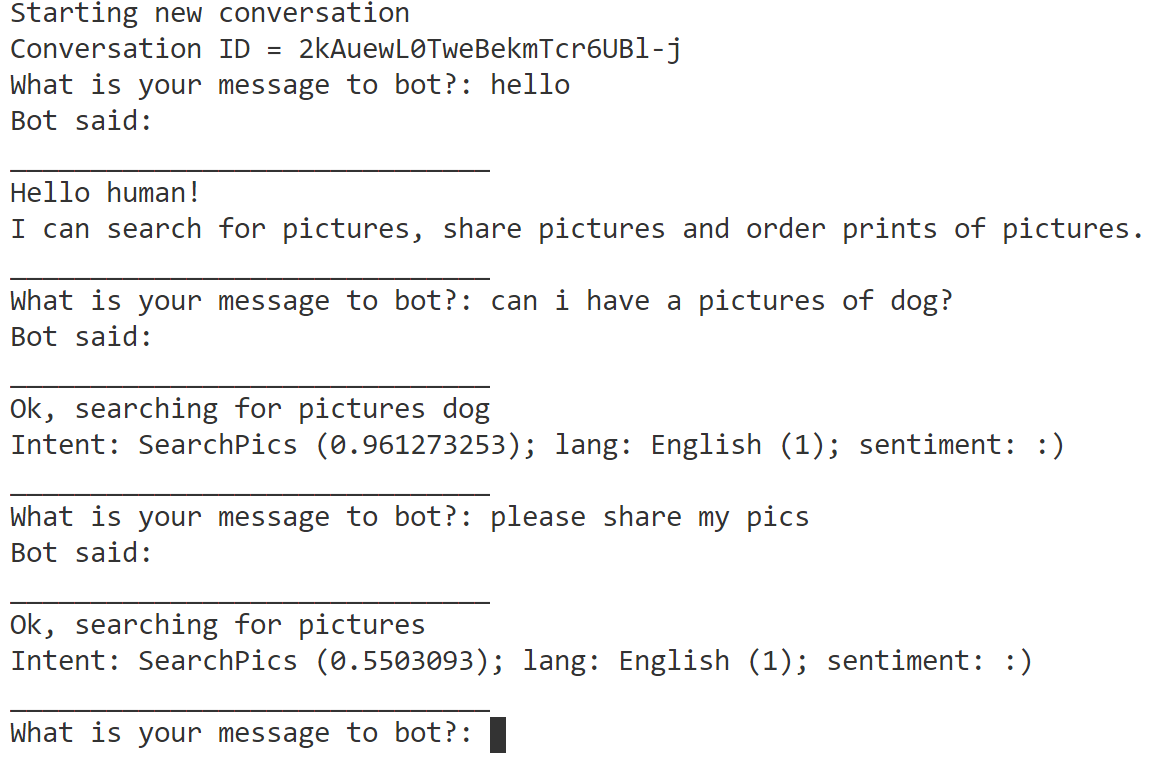 Starting new conversation
Conversation ID = 2kAuewL0TweBekmTcr6UBl-j
What is your message to bot?: hello
Bot said:
______________________________
Hello human!
I can search for pictures, share pictures and order prints of pictures.
______________________________
What is your message to bot?: can i have a pictures of dog?
Bot said:
______________________________
Ok, searching for pictures dog
Intent: SearchPics (0.961273253); lang: English (1); sentiment: :)
______________________________
What is your message to bot?: please share my pics
Bot said:
______________________________
Ok, searching for pictures
Intent: SearchPics (0.5503093); lang: English (1); sentiment: :)
______________________________
What is your message to bot?: